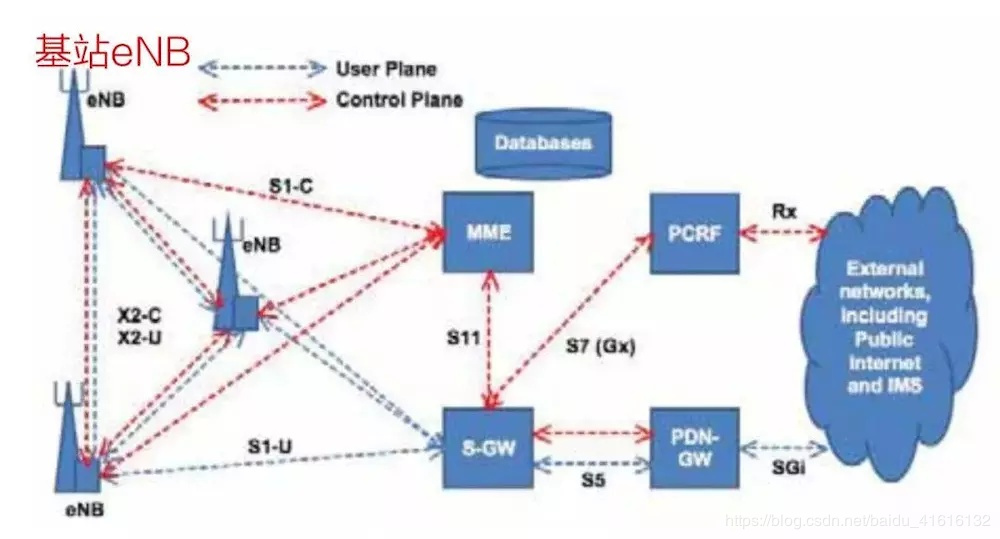 基站eNB
User Plane
Control Plane
eNB
Databases
S1-C
MME
PCRF
Rx
eNB
External
networks,
including
Public
Internet
and IMS
X2-C
X2-U
S11
S7 (Gx)
S1-U
S-GW
PDN-
GW
S5
SGi
eNB
https://blog.csdn.net/baidu_41616132